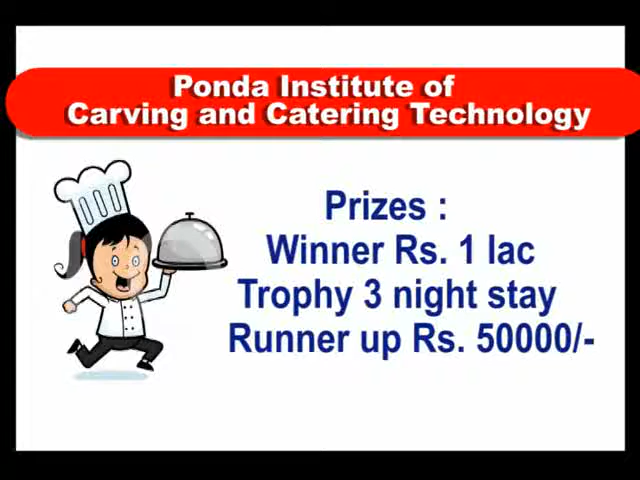 Ponda Institute of
Carving and Catering Technology
Prizes :
Winner Rs. 1 lac
Trophy 3 night stay
Runner up Rs. 50000/-